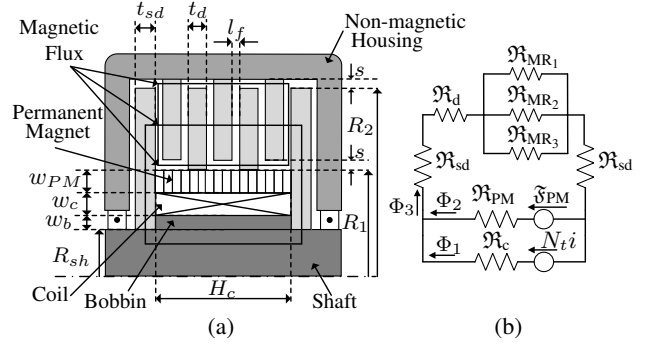 t_sd
t_d
l_f
Magnetic
Flux
Non-magnetic
Housing
Permanent
Magnet
s
R_2
s
w_PM
w_c
w_b
R_1
R_sh
Coil
Bobbin
H_c
Shaft
(a)
ℜ_MR1
ℜ_d
ℜ_MR2
ℜ_MR3
ℜ_sd
ℜ_sd
Φ_3
Φ_2
ℜ_PM
𝔉_PM
Φ_1
ℜ_c
N_t i
(b)